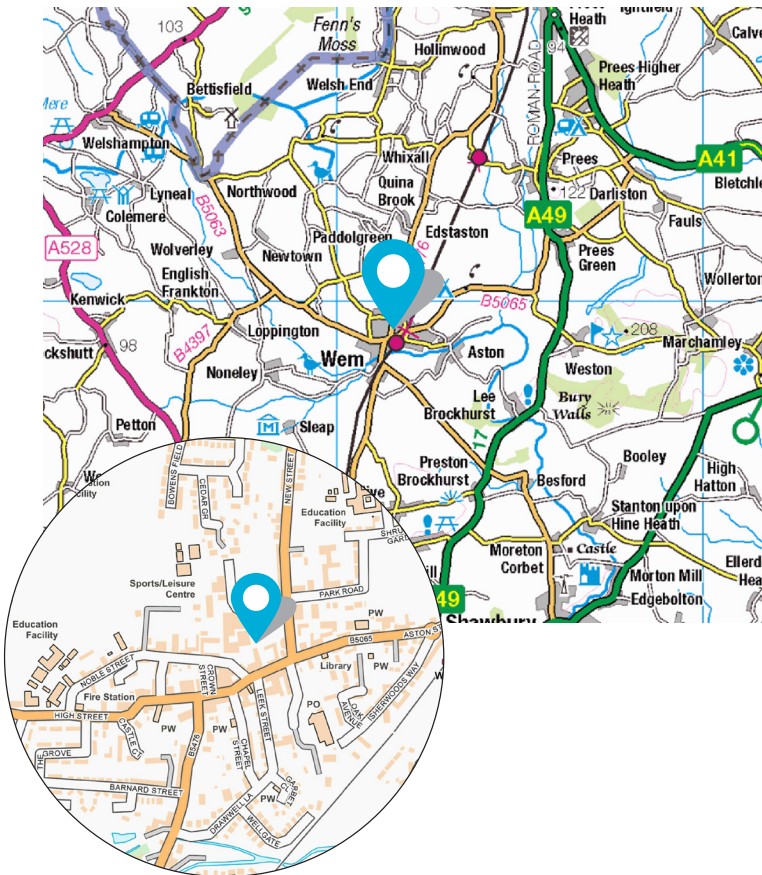 103
Fenn's
Moss
Hollinwood
94
Heath
Prees Higher
Heath
Bettisfield
Welsh End
ROMAN ROAD
Mere
Welshampton
Whixall
Prees
A41
Quina
Brook
122
Darliston
Lyneal
Northwood
Colemere
B5063
A49
Fauls
Edstaston
Paddolgreen
A528
Wolverley
Newtown
Prees
Green
English
Frankton
Wollerton
Kenwick
B5065
Loppington
208
Marchamley
98
B4397
Wem
Aston
Weston
Noneley
Lee
Brockhurst
Bury
Walls
Petton
Sleap
17
Booley
Preston
Brockhurst
Besford
High
Hatton
Stanton upon
Hine Heath
Moreton
Corbet
Castle
Morton Mill
Edgebolton
49
Shawbury
BOWENS FIELD
CEDAR GR
NEW STREET
Education
Facility
Sports/Leisure
Centre
PARK ROAD
PW
Education
Facility
B5065
ASTON ST
NOBLE STREET
CROWN
STREET
Library
PW
Fire Station
LEEK STREET
PO
OAK
AVENUE
ISHERWOODS WAY
HIGH STREET
CASTLE CT
PW
PW
B5476
CHAPEL
STREET
THE GROVE
BARNARD STREET
PW
DRAWWELL LA
WELLGATE